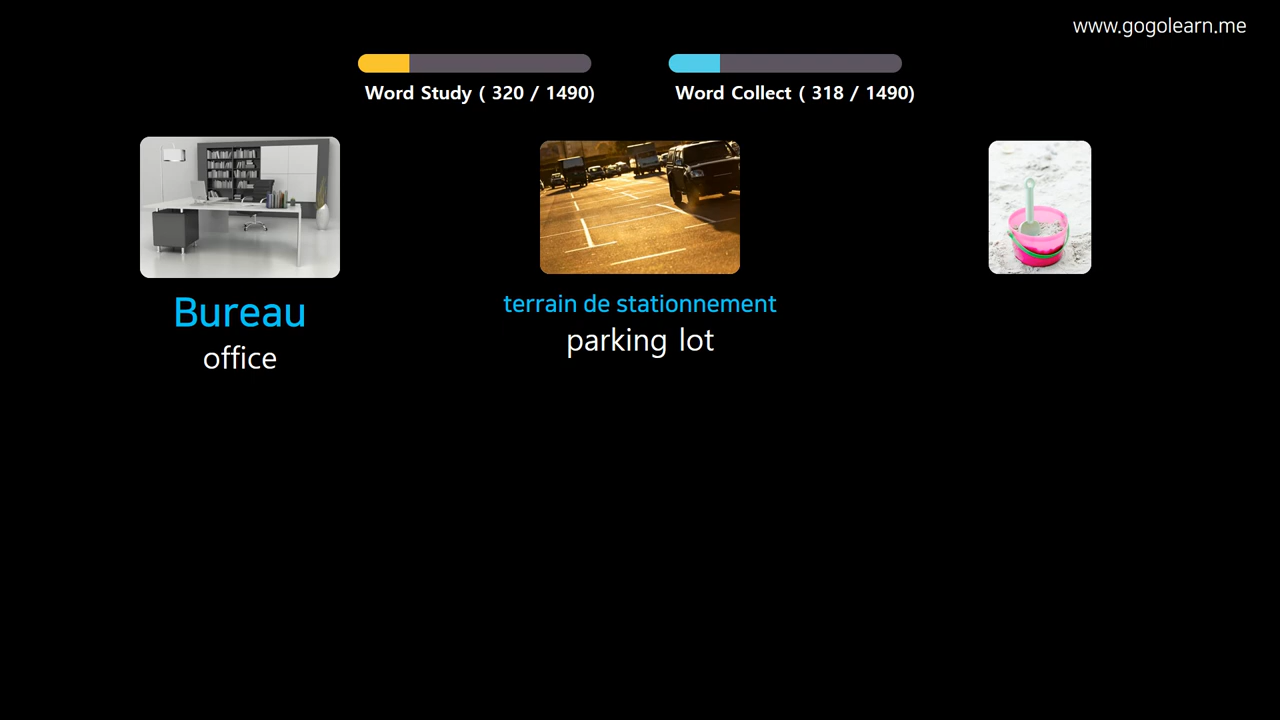 www.gogolearn.me
Word Study ( 320 / 1490)
Word Collect ( 318 / 1490)
Bureau
office
terrain de stationnement
parking lot